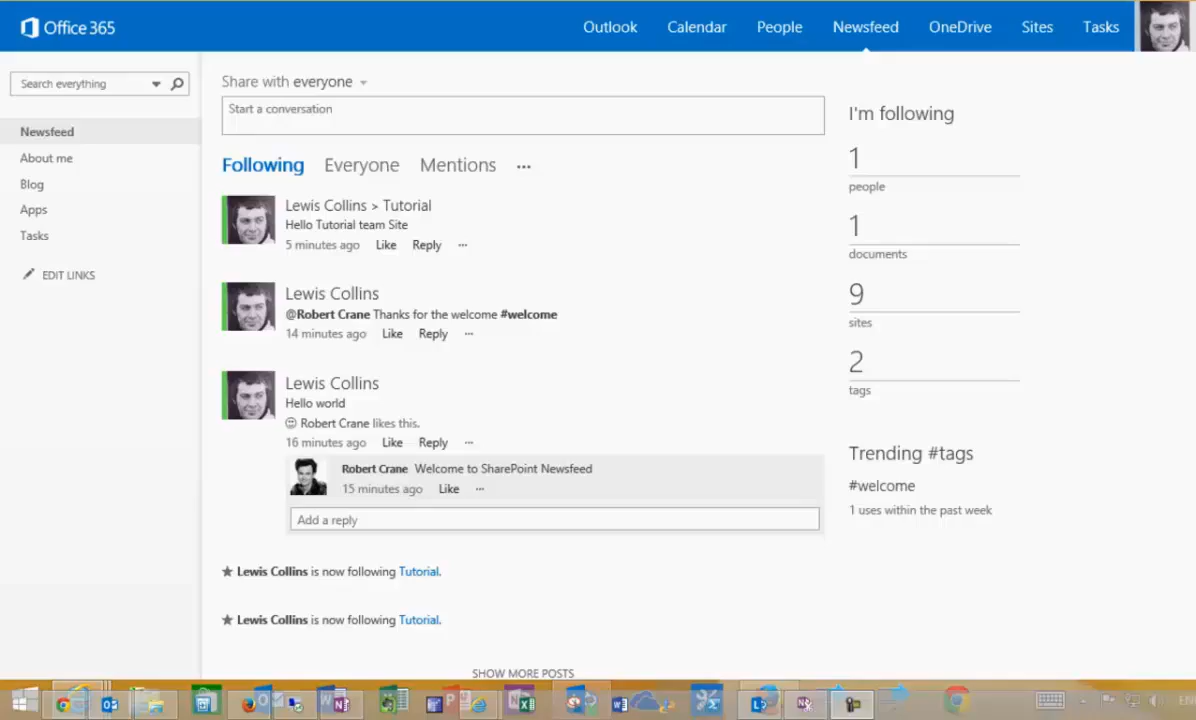 Office 365
Outlook Calendar People Newsfeed OneDrive Sites Tasks
Search everything
Newsfeed
About me
Blog
Apps
Tasks
EDIT LINKS
Share with everyone
Start a conversation
Following Everyone Mentions ···
Lewis Collins > Tutorial
Hello Tutorial team Site
5 minutes ago Like Reply ···
Lewis Collins
@Robert Crane Thanks for the welcome #welcome
14 minutes ago Like Reply ···
Lewis Collins
Hello world
Robert Crane likes this.
16 minutes ago Like Reply ···
Robert Crane Welcome to SharePoint Newsfeed
15 minutes ago Like ···
Add a reply
Lewis Collins is now following Tutorial.
Lewis Collins is now following Tutorial.
SHOW MORE POSTS
I'm following
1
people
1
documents
9
sites
2
tags
Trending #tags
#welcome
1 uses within the past week